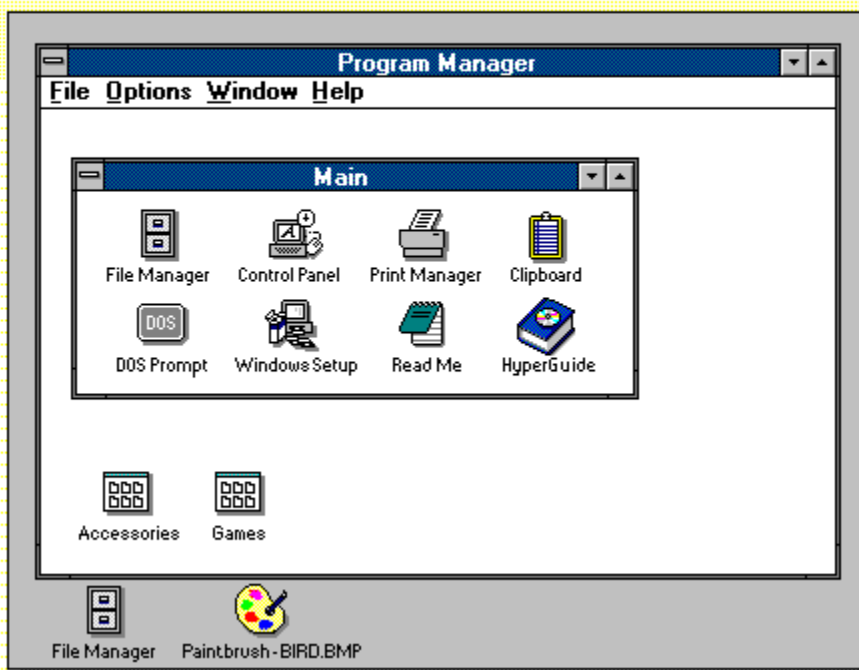 Program Manager
File Options Window Help
Main
File Manager Control Panel Print Manager Clipboard
DOS
DOS Prompt Windows Setup Read Me HyperGuide
Accessories Games
File Manager Paintbrush - BIRD.BMP